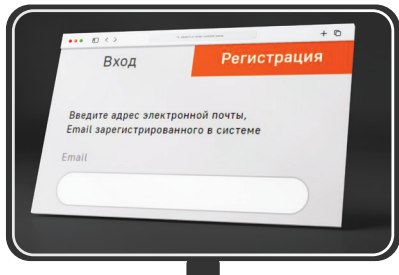 Вход
Регистрация
Введите адрес электронной почты,
Email зарегистрированного в системе
Email